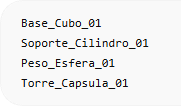 Base_Cubo_01
Soporte_Cilindro_01
Peso_Esfera_01
Torre_Capsula_01